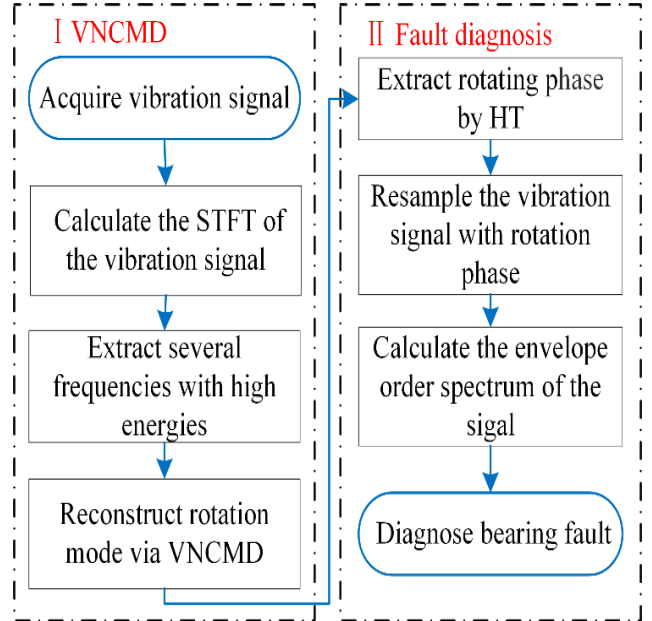 Ⅰ VNCMD
Acquire vibration signal
Calculate the STFT of
the vibration signal
Extract several
frequencies with high
energies
Reconstruct rotation
mode via VNCMD
Ⅱ Fault diagnosis
Extract rotating phase
by HT
Resample the vibration
signal with rotation
phase
Calculate the envelope
order spectrum of the
sigal
Diagnose bearing fault